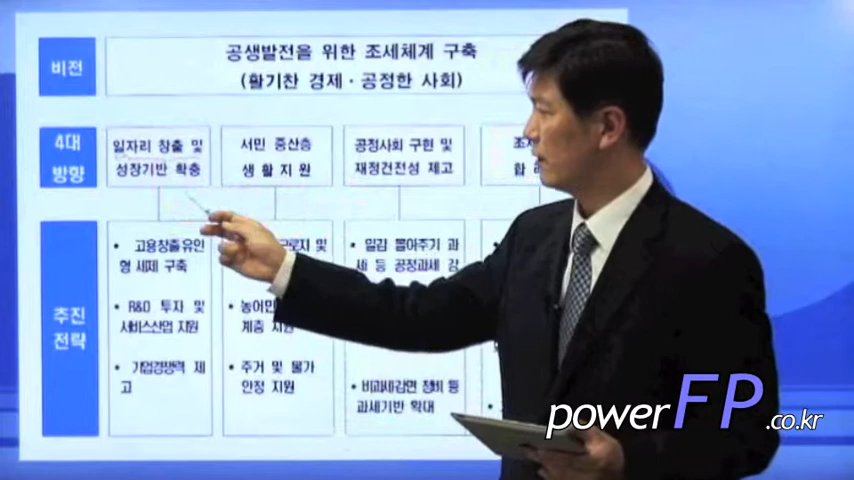 비전
공생발전을 위한 조세체계 구축
(활기찬 경제·공정한 사회)
4대
방향
일자리 창출 및
성장기반 확충
서민 중산층
생활지원
공정사회 구현 및
재정건전성 제고
추진
전략
• 고용창출유인
형 세제 구축
• R&D 투자 및
서비스산업 지원
• 기업경쟁력 제
고
및
• 농어민
계층 지원
• 주거 및 물가
안정 지원
• 일감 몰아주기 과
세 등 공정과세 강
• 비과세감면 정비 등
과세기반 확대
powerFP.co.kr